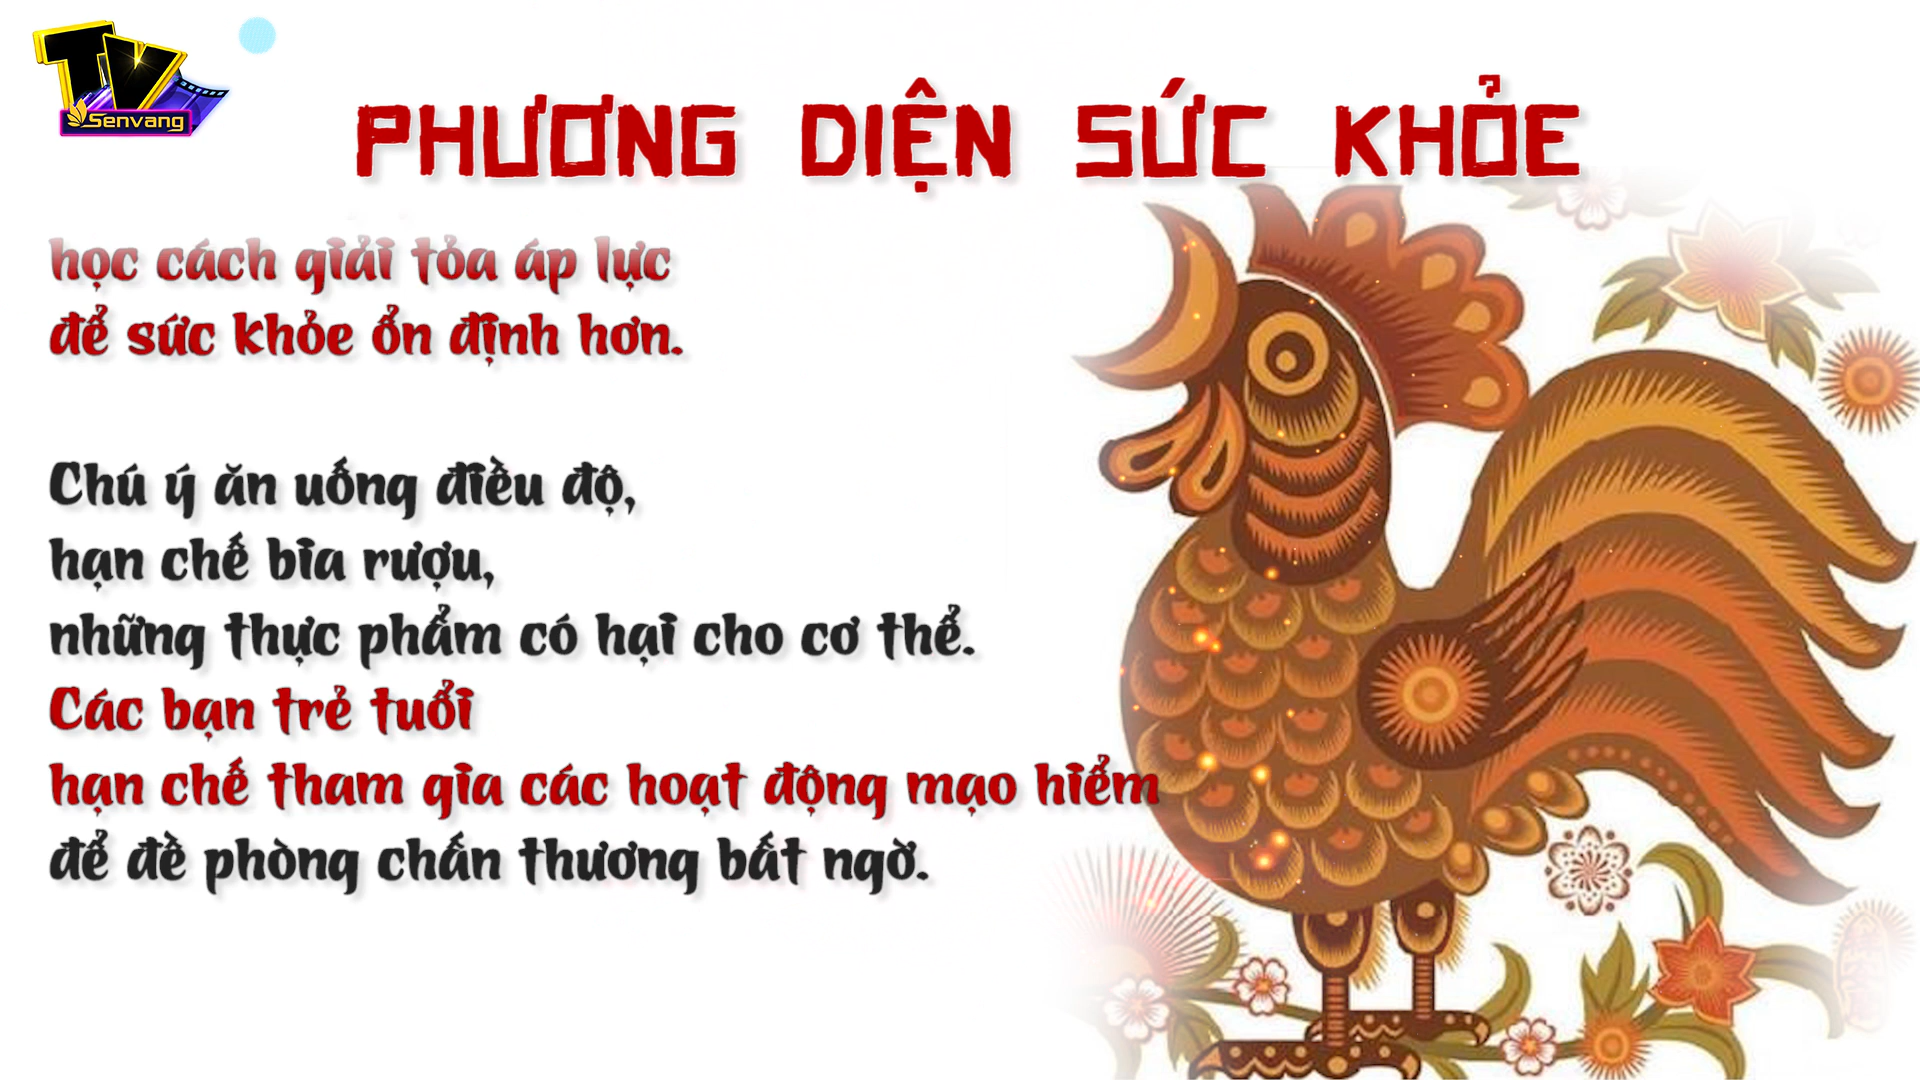 TV
Senvang
PHƯƠNG DIỆN SỨC KHỎE
học cách giải tỏa áp lực
để sức khỏe ổn định hơn.
Chú ý ăn uống điều độ,
hạn chế bia rượu,
những thực phẩm có hại cho cơ thể.
Các bạn trẻ tuổi
hạn chế tham gia các hoạt động mạo hiểm
để đề phòng chấn thương bất ngờ.